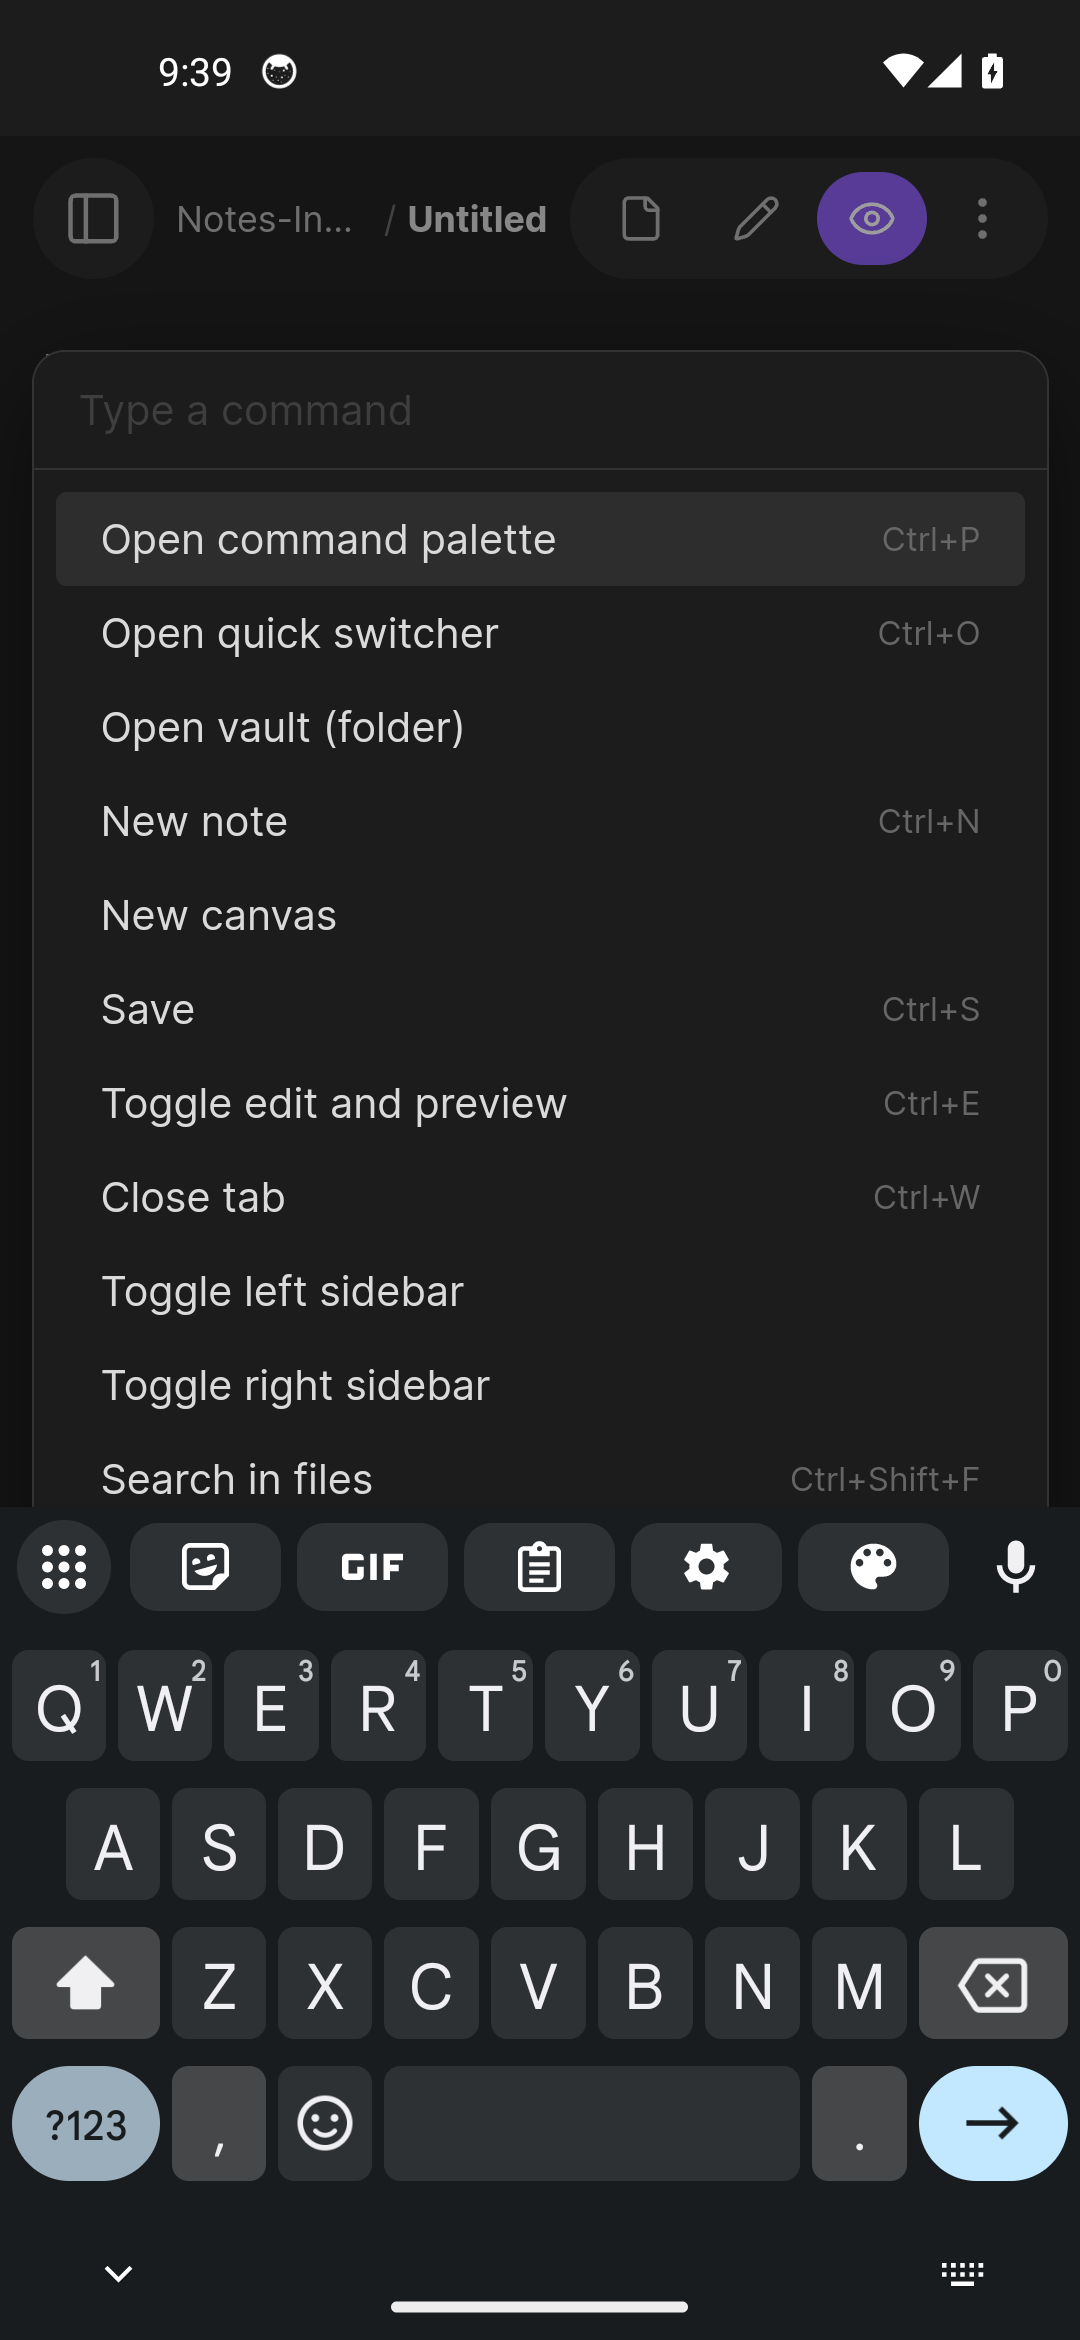 9:39
Notes-In... / Untitled
Type a command
Open command palette Ctrl+P
Open quick switcher Ctrl+O
Open vault (folder)
New note Ctrl+N
New canvas
Save Ctrl+S
Toggle edit and preview Ctrl+E
Close tab Ctrl+W
Toggle left sidebar
Toggle right sidebar
Search in files Ctrl+Shift+F
GIF
Q 1 W 2 E 3 R 4 T 5 Y 6 U 7 I 8 O 9 P 0
A S D F G H J K L
Z X C V B N M
?123 , .